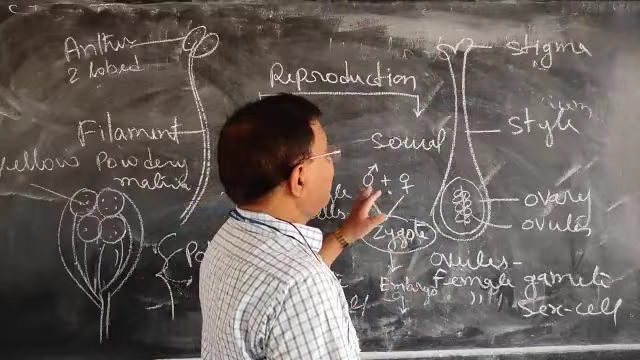 Anther
2 lobed
Filament
yellow Powdery
Reproduction
Sexual
♂ + ♀
Zygote
Embryo
stigma
style
ovary
ovules
ovules -
Female gamete
" " Sex-cell